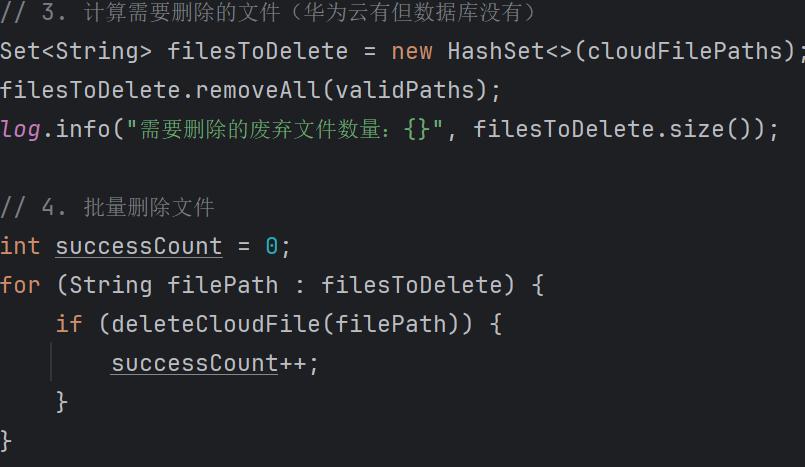 // 3. 计算需要删除的文件（华为云有但数据库没有）
Set<String> filesToDelete = new HashSet<>(cloudFilePaths);
filesToDelete.removeAll(validPaths);
log.info("需要删除的废弃文件数量：{}", filesToDelete.size());
// 4. 批量删除文件
int successCount = 0;
for (String filePath : filesToDelete) {
    if (deleteCloudFile(filePath)) {
        successCount++;
    }
}